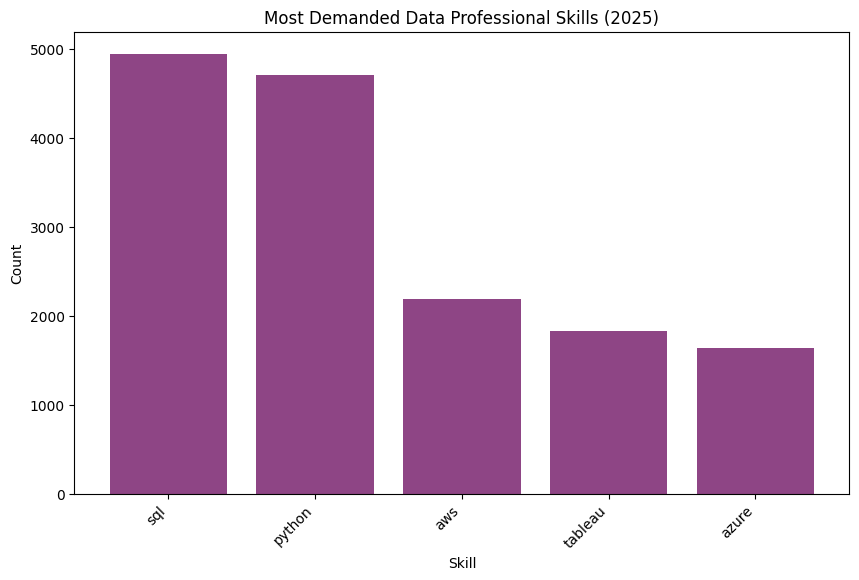 Most Demanded Data Professional Skills (2025)
5000
4000
3000
2000
1000
0
Count
sql
python
aws
tableau
azure
Skill